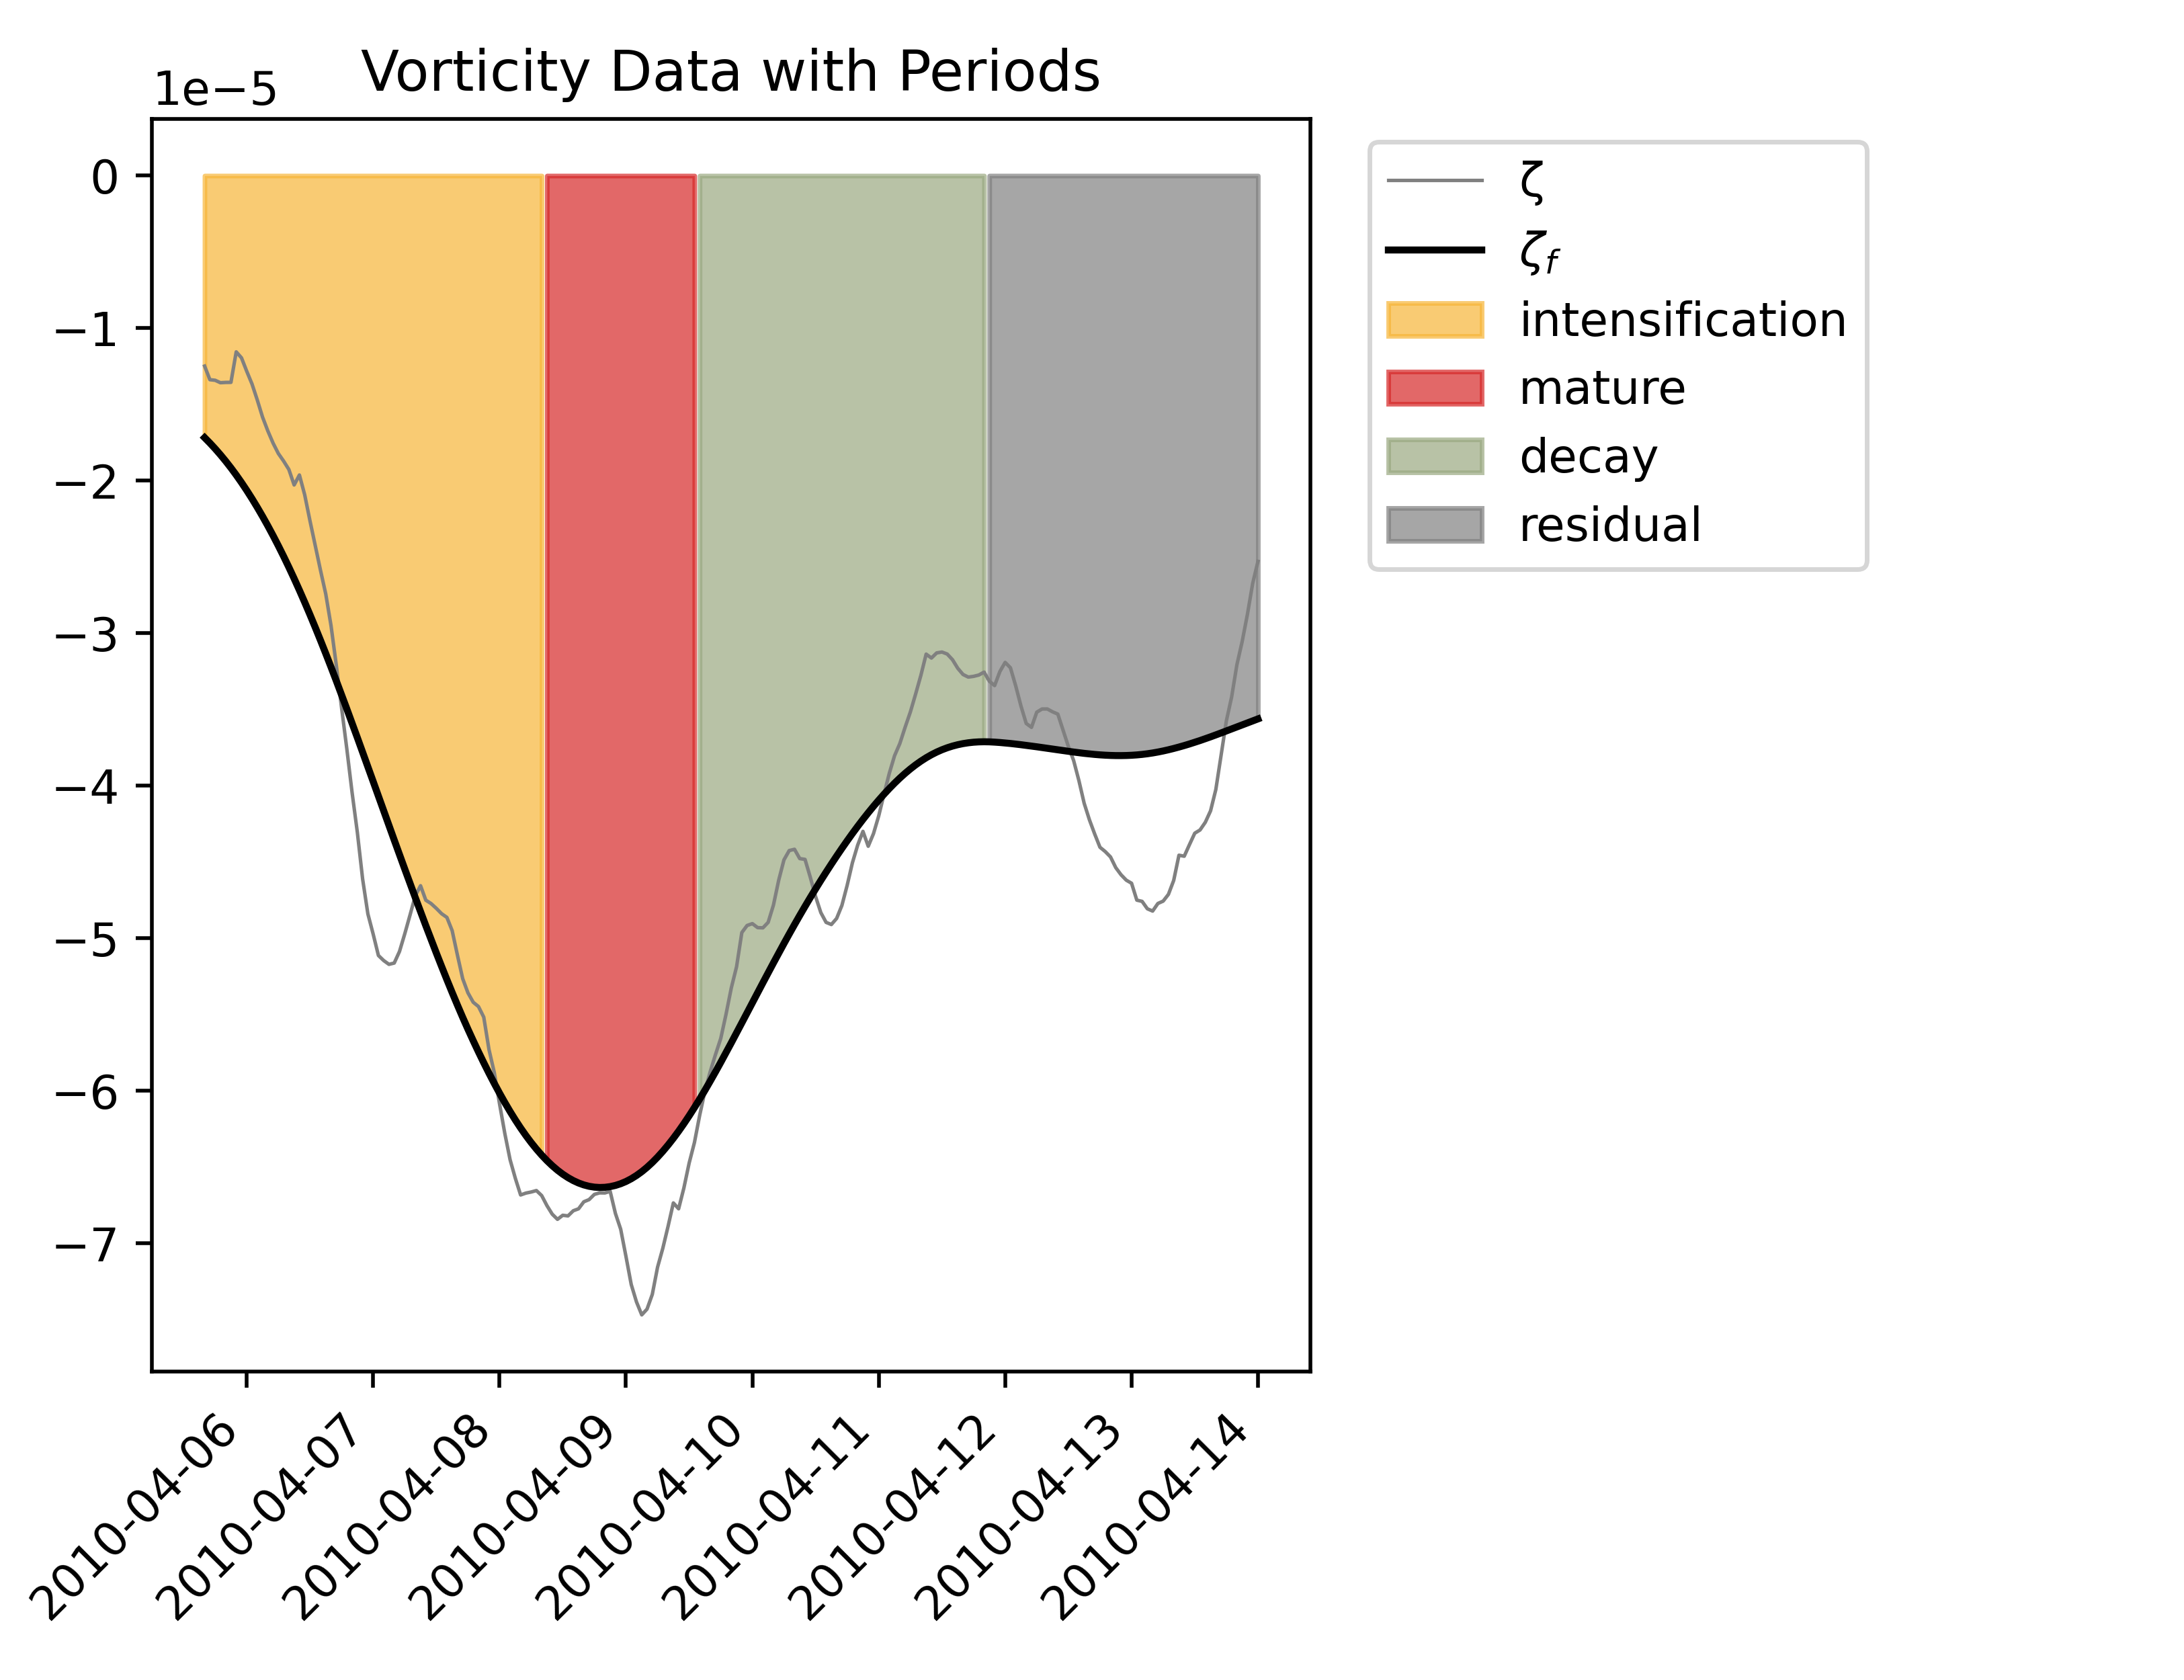 Vorticity Data with Periods
1e−5
0
−1
−2
−3
−4
−5
−6
−7
2010-04-06
2010-04-07
2010-04-08
2010-04-09
2010-04-10
2010-04-11
2010-04-12
2010-04-13
2010-04-14
ζ
ζf
intensification
mature
decay
residual